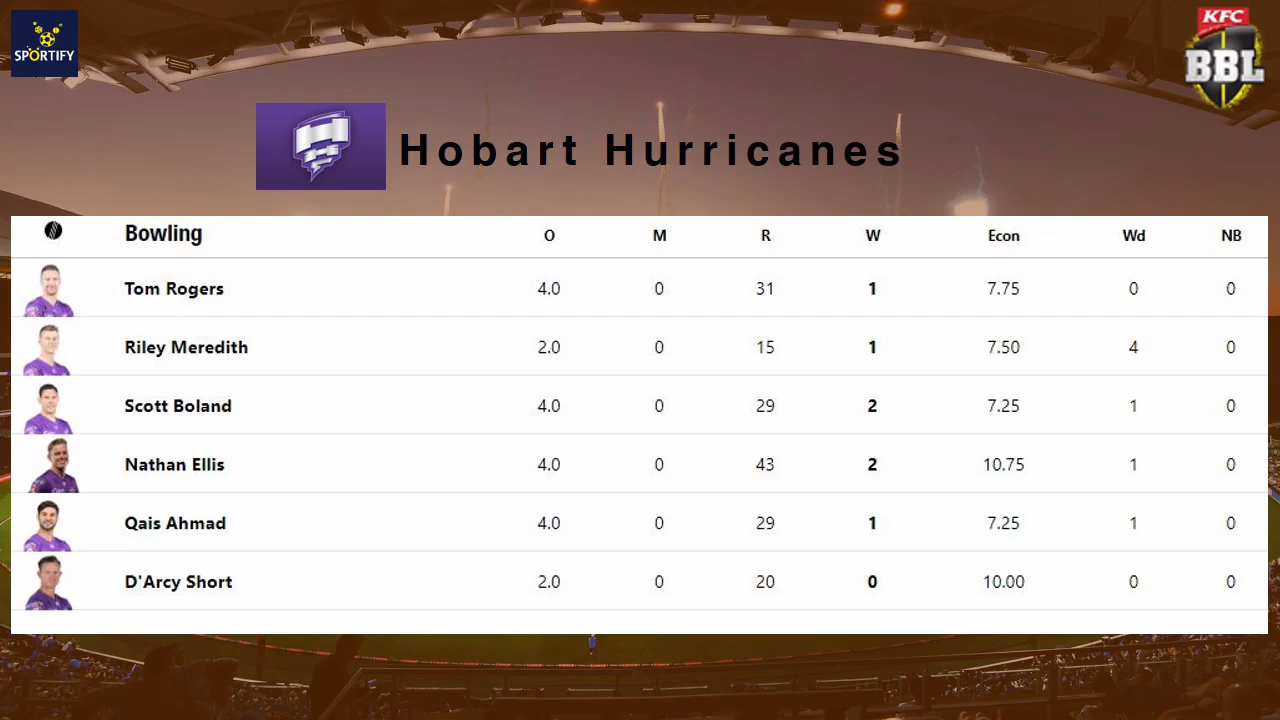 SPORTIFY
KFC
BBL
Hobart Hurricanes
Bowling O M R W Econ Wd NB
Tom Rogers 4.0 0 31 1 7.75 0 0
Riley Meredith 2.0 0 15 1 7.50 4 0
Scott Boland 4.0 0 29 2 7.25 1 0
Nathan Ellis 4.0 0 43 2 10.75 1 0
Qais Ahmad 4.0 0 29 1 7.25 1 0
D'Arcy Short 2.0 0 20 0 10.00 0 0